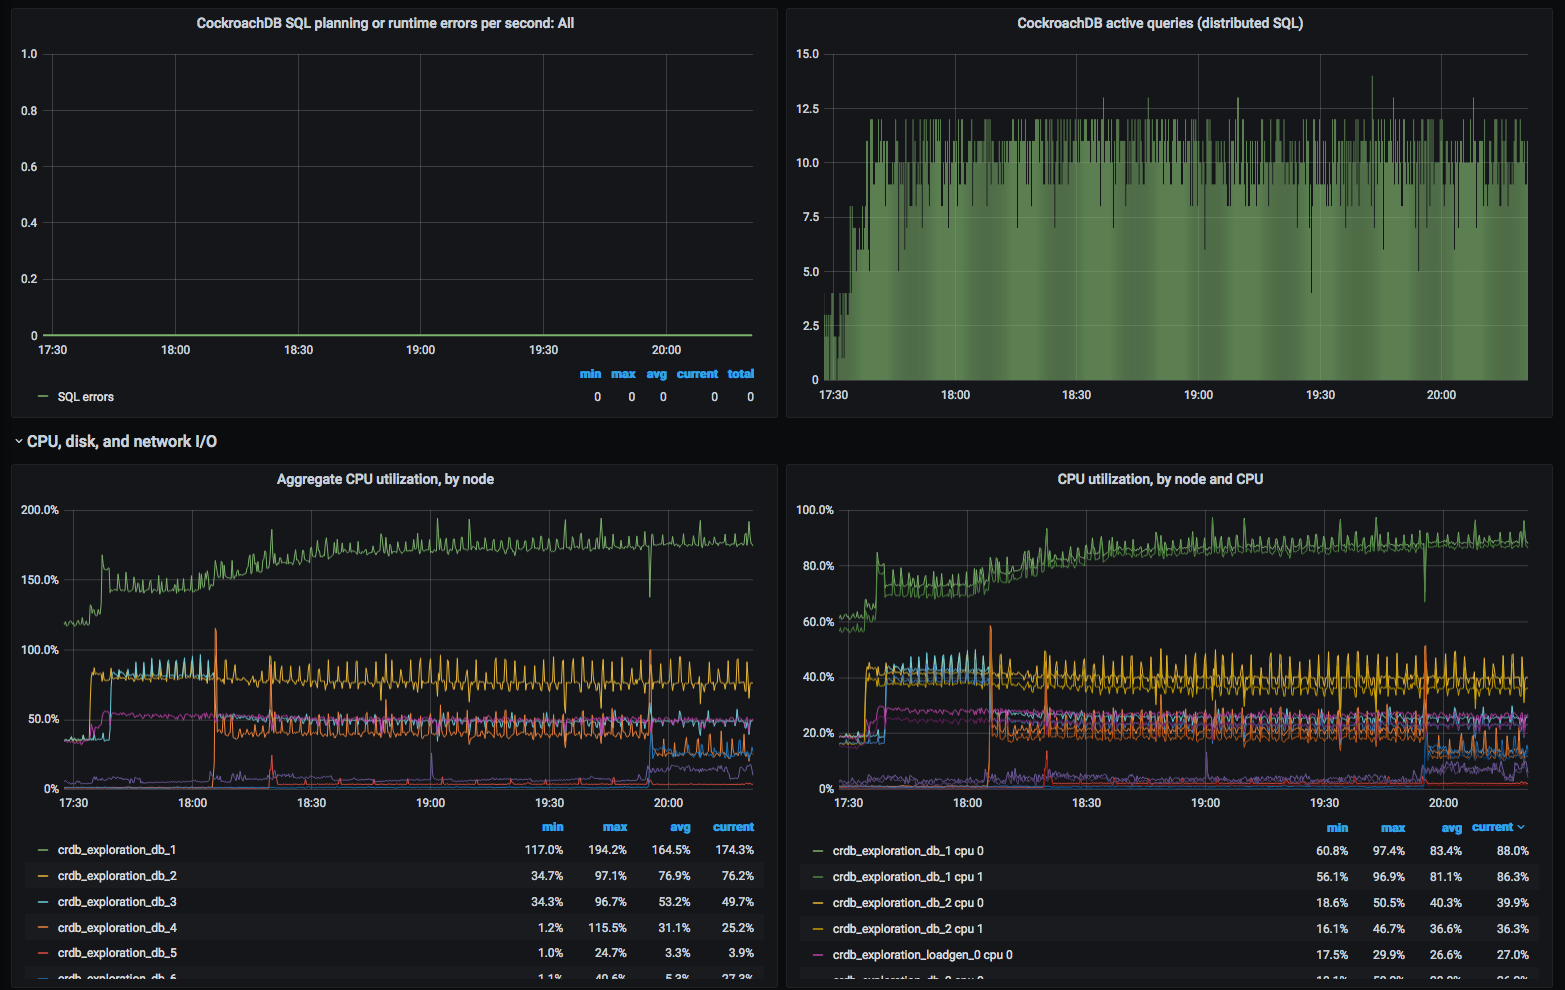 CockroachDB SQL planning or runtime errors per second: All
1.0
0.8
0.6
0.4
0.2
0
17:30 18:00 18:30 19:00 19:30 20:00
min max avg current total
SQL errors 0 0 0 0 0
CockroachDB active queries (distributed SQL)
15.0
12.5
10.0
7.5
5.0
2.5
0
17:30 18:00 18:30 19:00 19:30 20:00
CPU, disk, and network I/O
Aggregate CPU utilization, by node
200.0%
150.0%
100.0%
50.0%
0%
17:30 18:00 18:30 19:00 19:30 20:00
min max avg current
crdb_exploration_db_1 117.0% 194.2% 164.5% 174.3%
crdb_exploration_db_2 34.7% 97.1% 76.9% 76.2%
crdb_exploration_db_3 34.3% 96.7% 53.2% 49.7%
crdb_exploration_db_4 1.2% 115.5% 31.1% 25.2%
crdb_exploration_db_5 1.0% 24.7% 3.3% 3.9%
crdb_exploration_db_6
CPU utilization, by node and CPU
100.0%
80.0%
60.0%
40.0%
20.0%
0%
17:30 18:00 18:30 19:00 19:30 20:00
min max avg current
crdb_exploration_db_1 cpu 0 60.8% 97.4% 83.4% 88.0%
crdb_exploration_db_1 cpu 1 56.1% 96.9% 81.1% 86.3%
crdb_exploration_db_2 cpu 0 18.6% 50.5% 40.3% 39.9%
crdb_exploration_db_2 cpu 1 16.1% 46.7% 36.6% 36.3%
crdb_exploration_loadgen_0 cpu 0 17.5% 29.9% 26.6% 27.0%